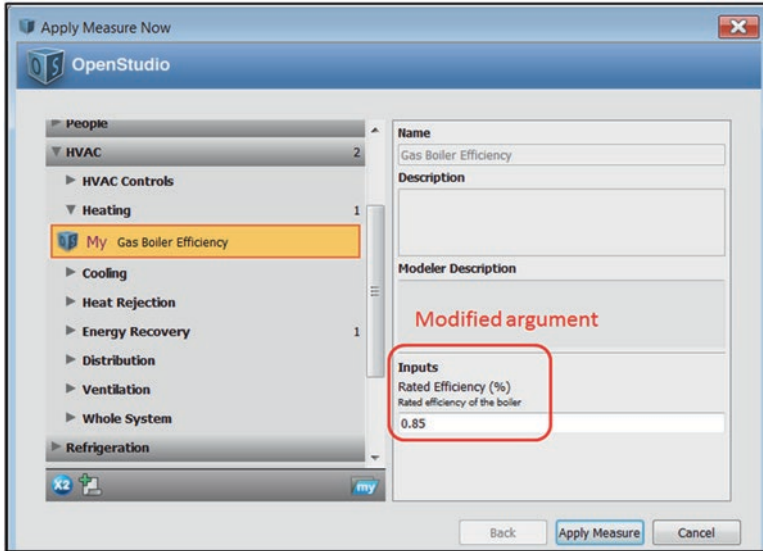 Apply Measure Now
OpenStudio
People
HVAC 2
HVAC Controls
Heating 1
My Gas Boiler Efficiency
Cooling
Heat Rejection
Energy Recovery 1
Distribution
Ventilation
Whole System
Refrigeration
x2
my
Name
Gas Boiler Efficiency
Description
Modeler Description
Modified argument
Inputs
Rated Efficiency (%)
Rated efficiency of the boiler
0.85
Back
Apply Measure
Cancel